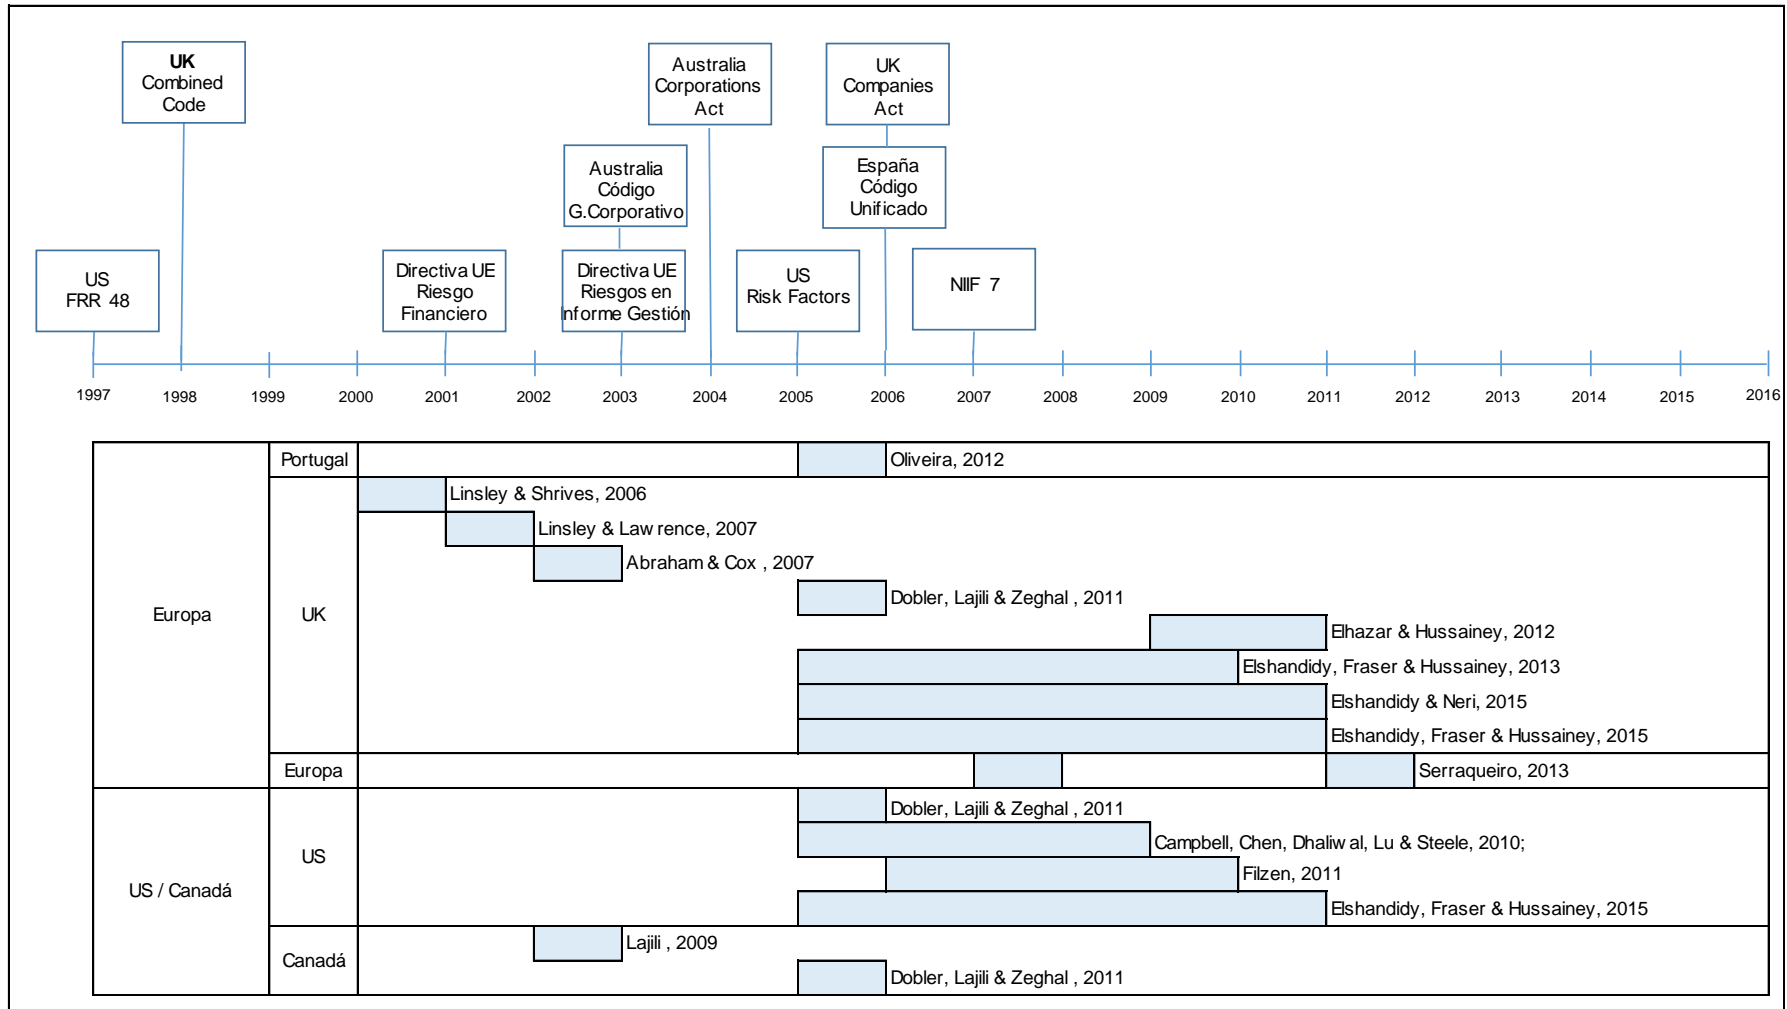 UK
Combined
Code
Australia
Corporations
Act
UK
Companies
Act
Australia
Código
G.Corporativo
España
Código
Unificado
US
FRR 48
Directiva UE
Riesgo
Financiero
Directiva UE
Riesgos en
Informe Gestión
US
Risk Factors
NIIF 7
1997 1998 1999 2000 2001 2002 2003 2004 2005 2006 2007 2008 2009 2010 2011 2012 2013 2014 2015 2016
Europa
Portugal
Oliveira, 2012
UK
Linsley & Shrives, 2006
Linsley & Lawrence, 2007
Abraham & Cox , 2007
Dobler, Lajili & Zeghal , 2011
Elhazar & Hussainey, 2012
Elshandidy, Fraser & Hussainey, 2013
Elshandidy & Neri, 2015
Elshandidy, Fraser & Hussainey, 2015
Europa
Serraqueiro, 2013
US / Canadá
US
Dobler, Lajili & Zeghal , 2011
Campbell, Chen, Dhaliwal, Lu & Steele, 2010;
Filzen, 2011
Elshandidy, Fraser & Hussainey, 2015
Canadá
Lajili , 2009
Dobler, Lajili & Zeghal , 2011